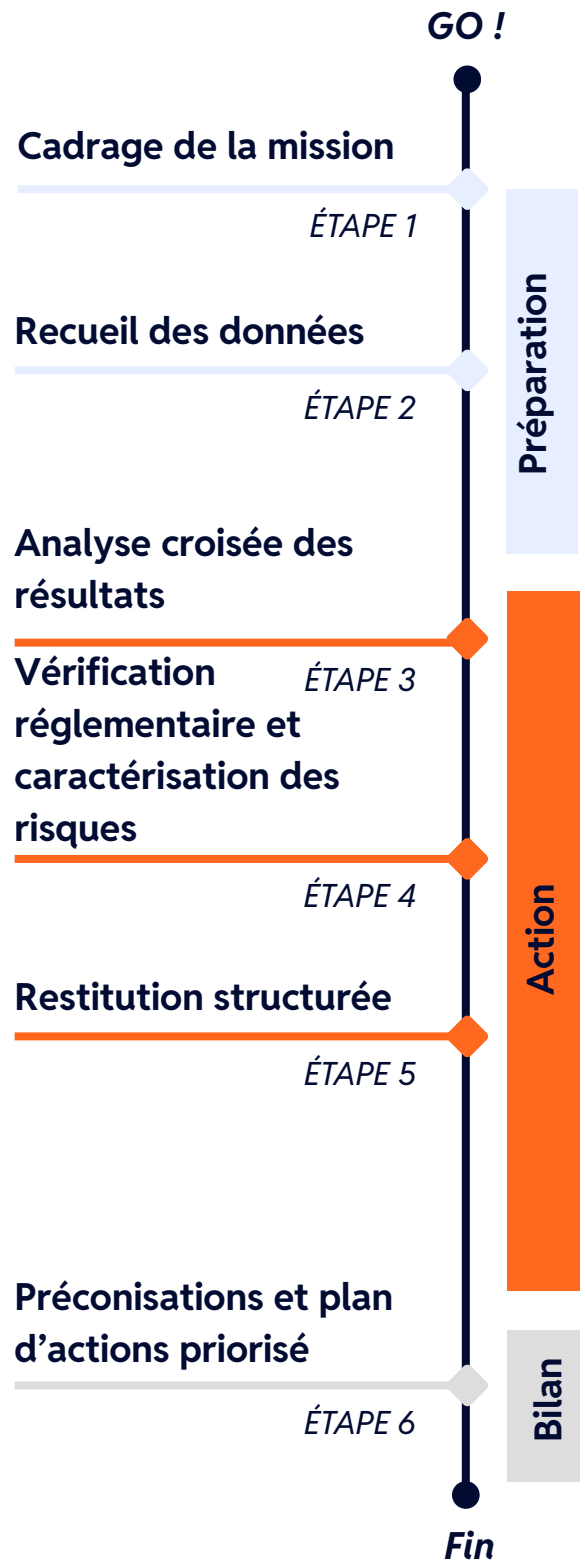 GO !
Cadrage de la mission
ÉTAPE 1
Recueil des données
ÉTAPE 2
Préparation
Analyse croisée des
résultats
ÉTAPE 3
Vérification
réglementaire et
caractérisation des
risques
ÉTAPE 4
Restitution structurée
ÉTAPE 5
Action
Préconisations et plan
d’actions priorisé
ÉTAPE 6
Bilan
Fin